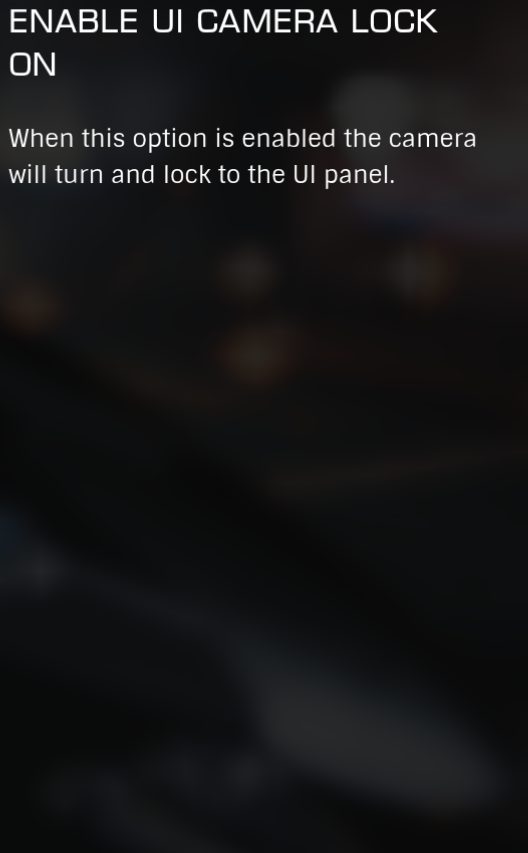 ENABLE UI CAMERA LOCK
ON
When this option is enabled the camera
will turn and lock to the UI panel.